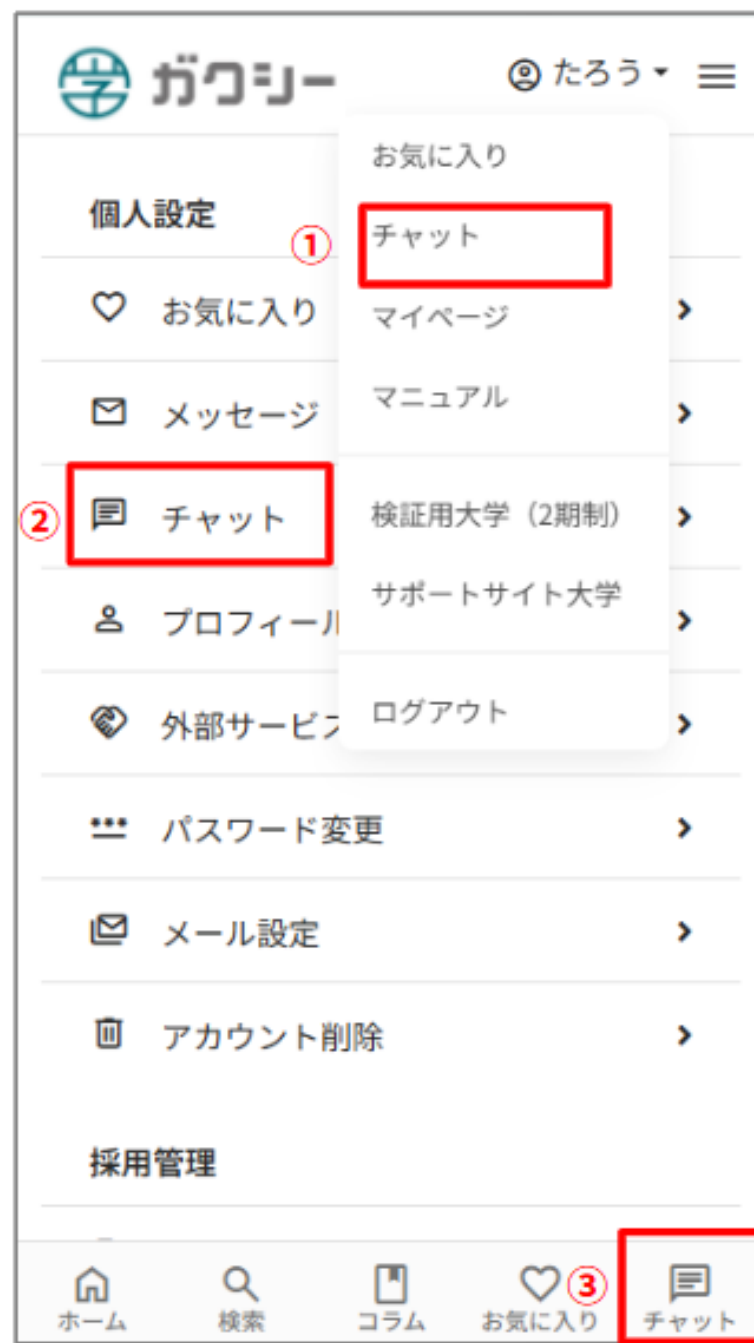 学 ガクシー
たろう
お気に入り
チャット
マイページ
マニュアル
検証用大学（2期制）
サポートサイト大学
ログアウト
個人設定
①
お気に入り
メッセージ
② チャット
プロフィール
外部サービス
パスワード変更
メール設定
アカウント削除
採用管理
③
ホーム 検索 コラム お気に入り チャット